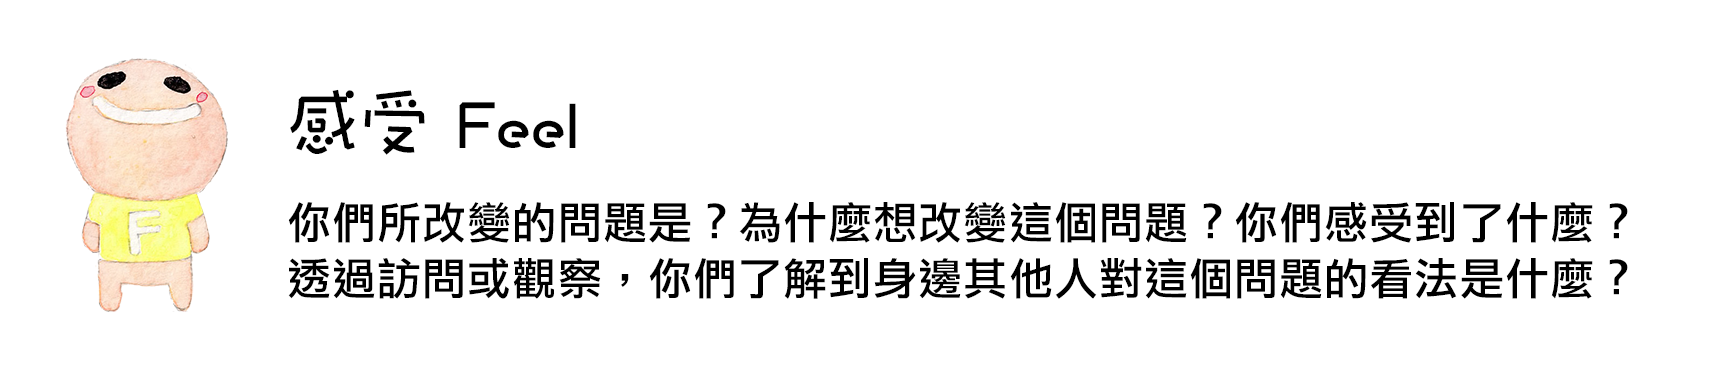 感受 Feel
F
你們所改變的問題是？為什麼想改變這個問題？你們感受到了什麼？
透過訪問或觀察，你們了解到身邊其他人對這個問題的看法是什麼？